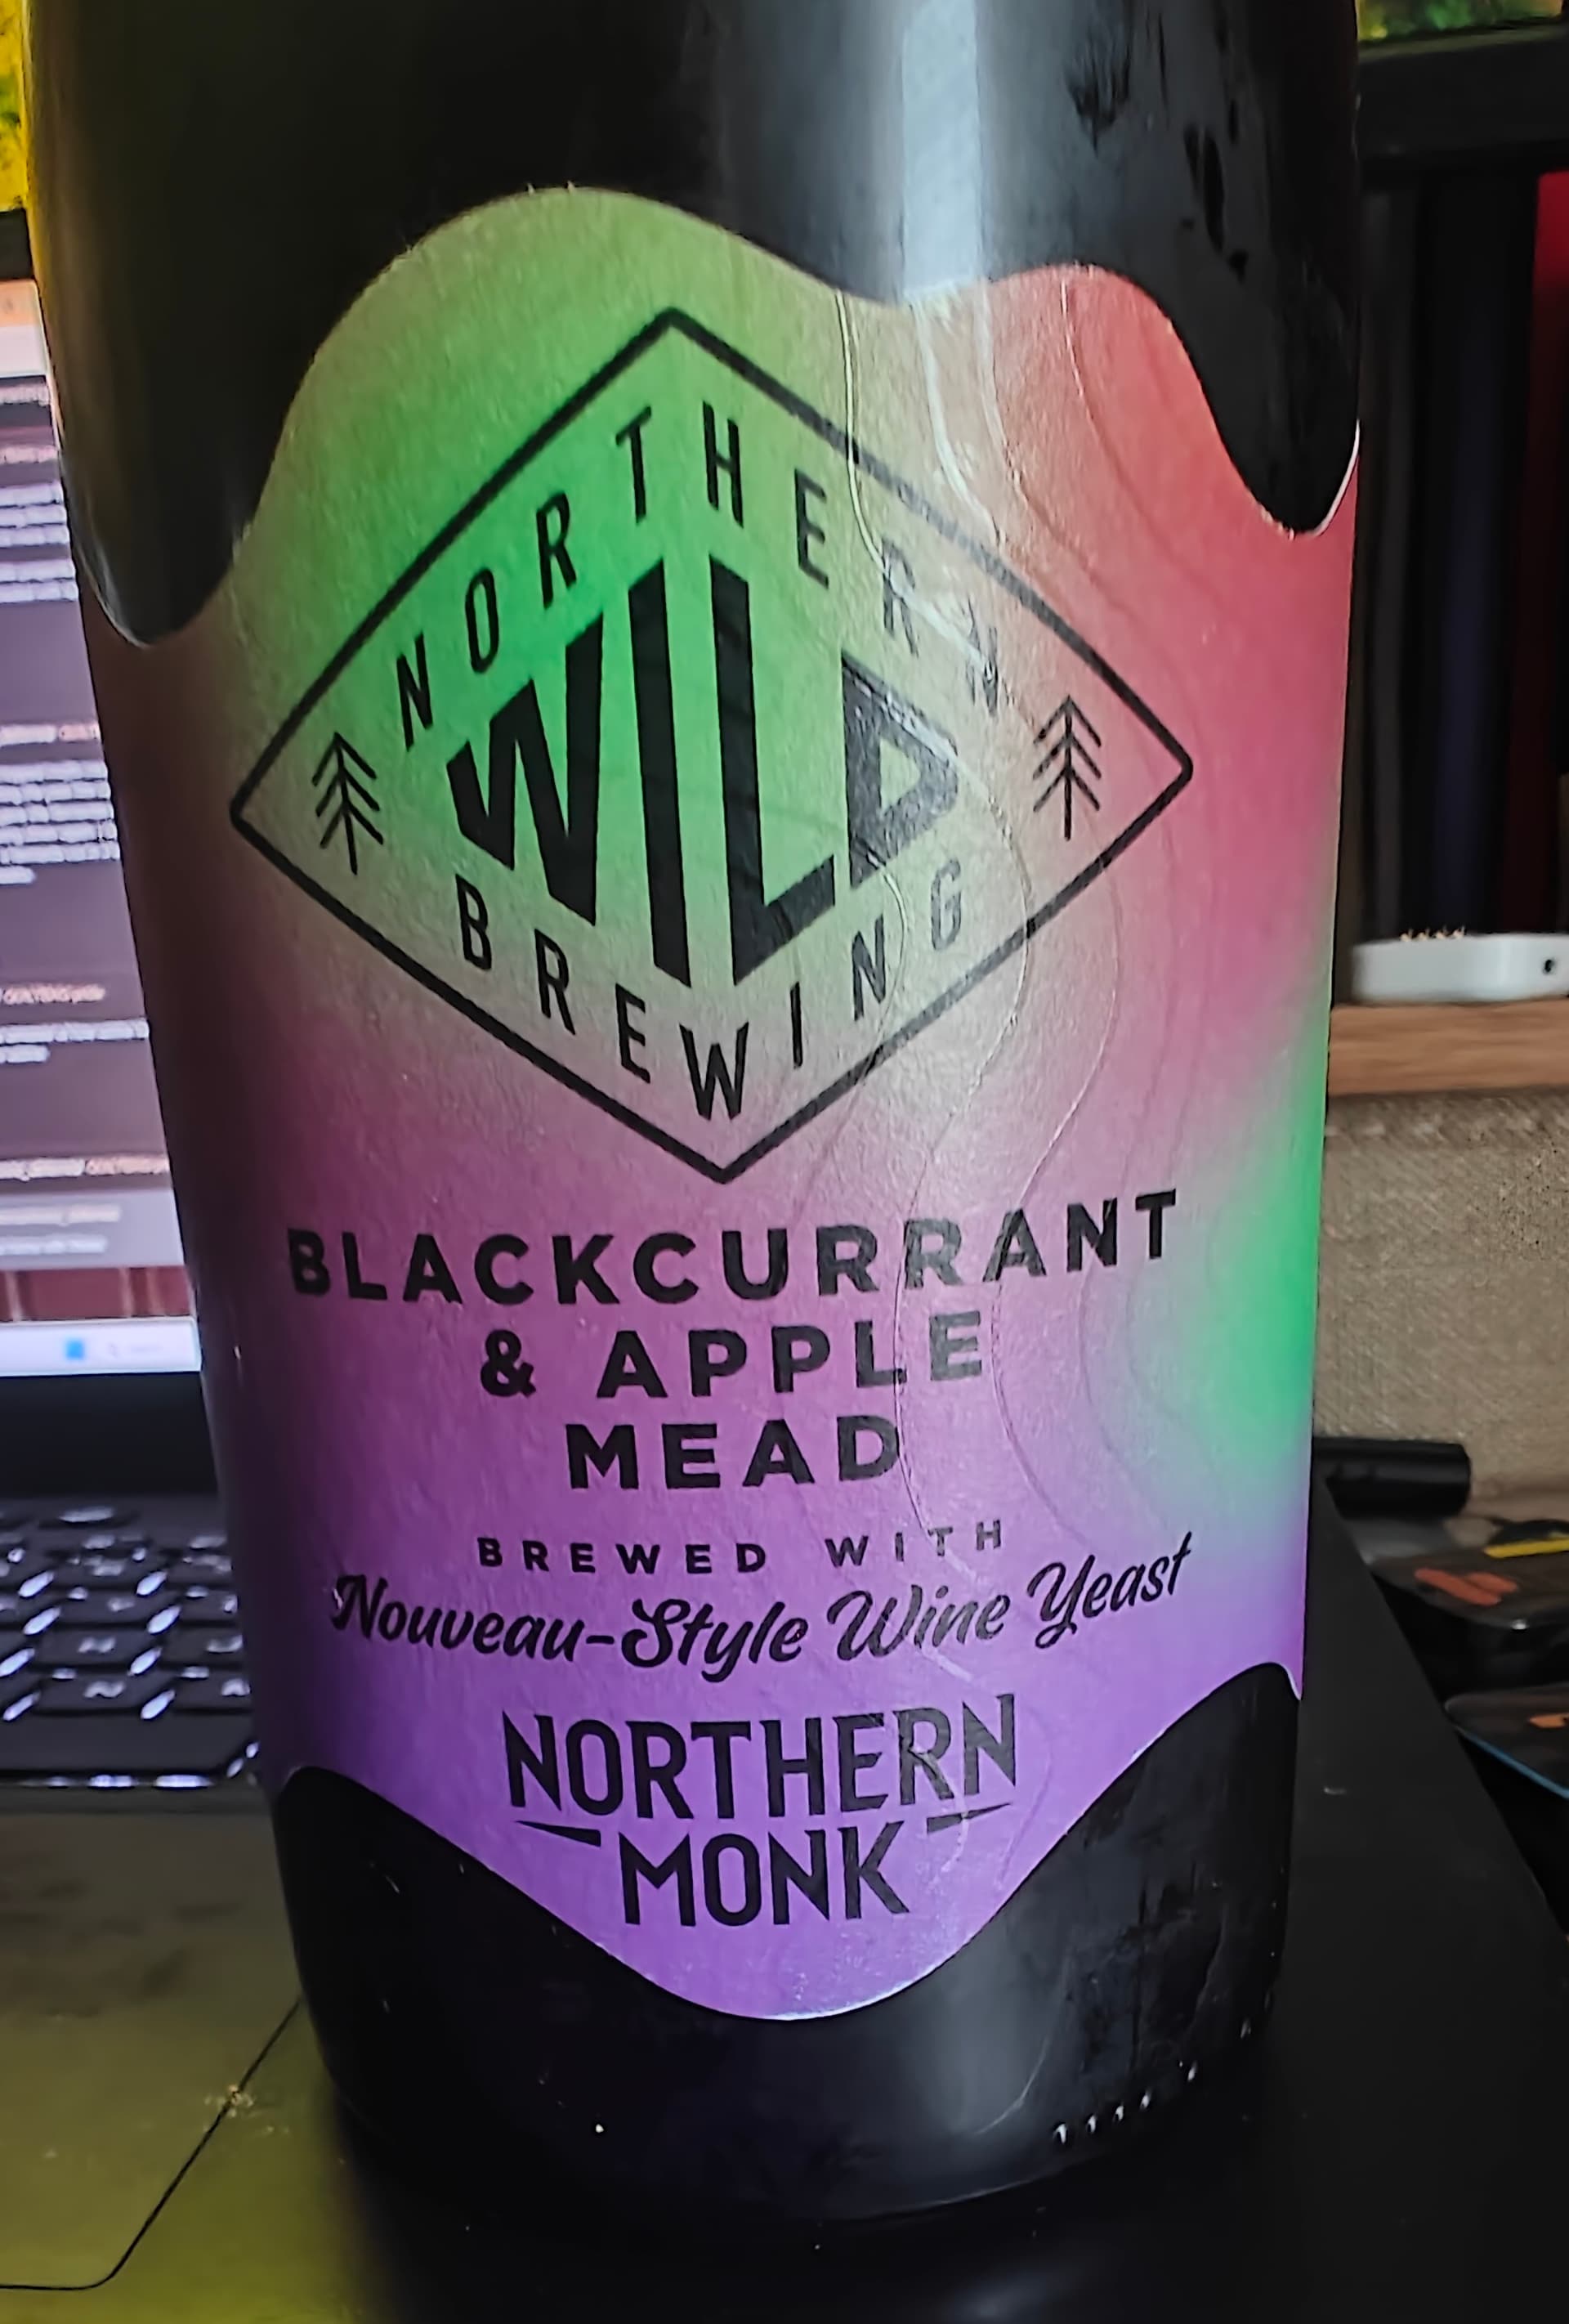 NORTHERN
WILD
BREWING
BLACKCURRANT
& APPLE
MEAD
BREWED WITH
Nouveau-Style Wine Yeast
NORTHERN
MONK